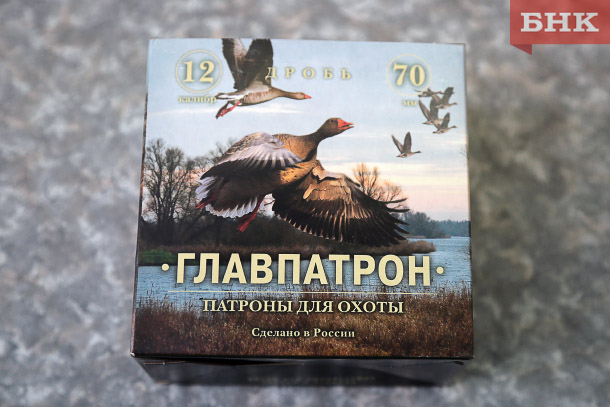 БНК
12 ДРОБЬ 70
калибр мм
·ГЛАВПАТРОН·
ПАТРОНЫ ДЛЯ ОХОТЫ
Сделано в России